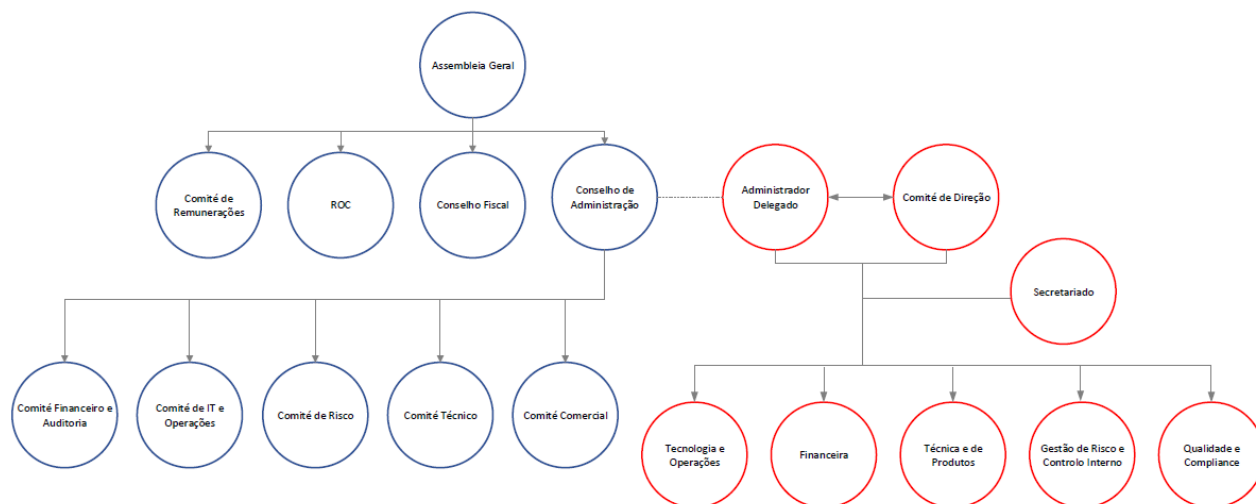 Assembleia Geral
Comité de
Remunerações
ROC
Conselho Fiscal
Conselho de
Administração
Administrador
Delegado
Comité de Direção
Secretariado
Comité Financeiro e
Auditoria
Comité de IT e
Operações
Comité de Risco
Comité Técnico
Comité Comercial
Tecnologia e
Operações
Financeira
Técnica e de
Produtos
Gestão de Risco e
Controlo Interno
Qualidade e
Compliance